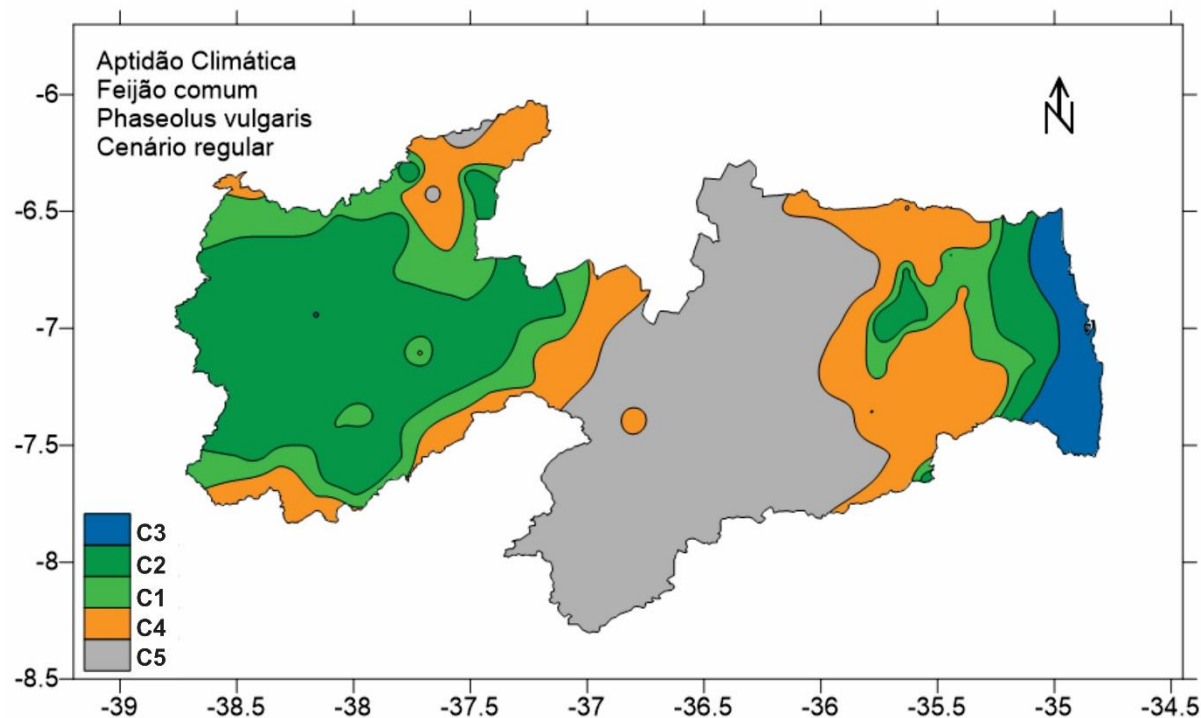 Aptidão Climática
Feijão comum
Phaseolus vulgaris
Cenário regular
N
-6
-6.5
-7
-7.5
-8
-8.5
C3
C2
C1
C4
C5
-39
-38.5
-38
-37.5
-37
-36.5
-36
-35.5
-35
-34.5